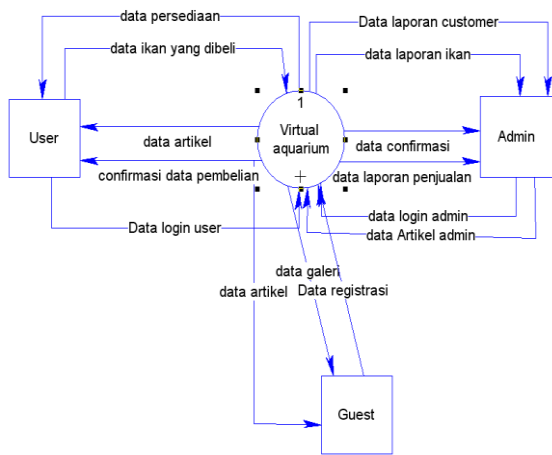 data persediaan
Data laporan customer
data ikan yang dibeli
data laporan ikan
1
User
Virtual
aquarium
Admin
data artikel
data confirmasi
confirmasi data pembelian
data laporan penjualan
data login admin
Data login user
data Artikel admin
data galeri
data artikel
Data registrasi
Guest